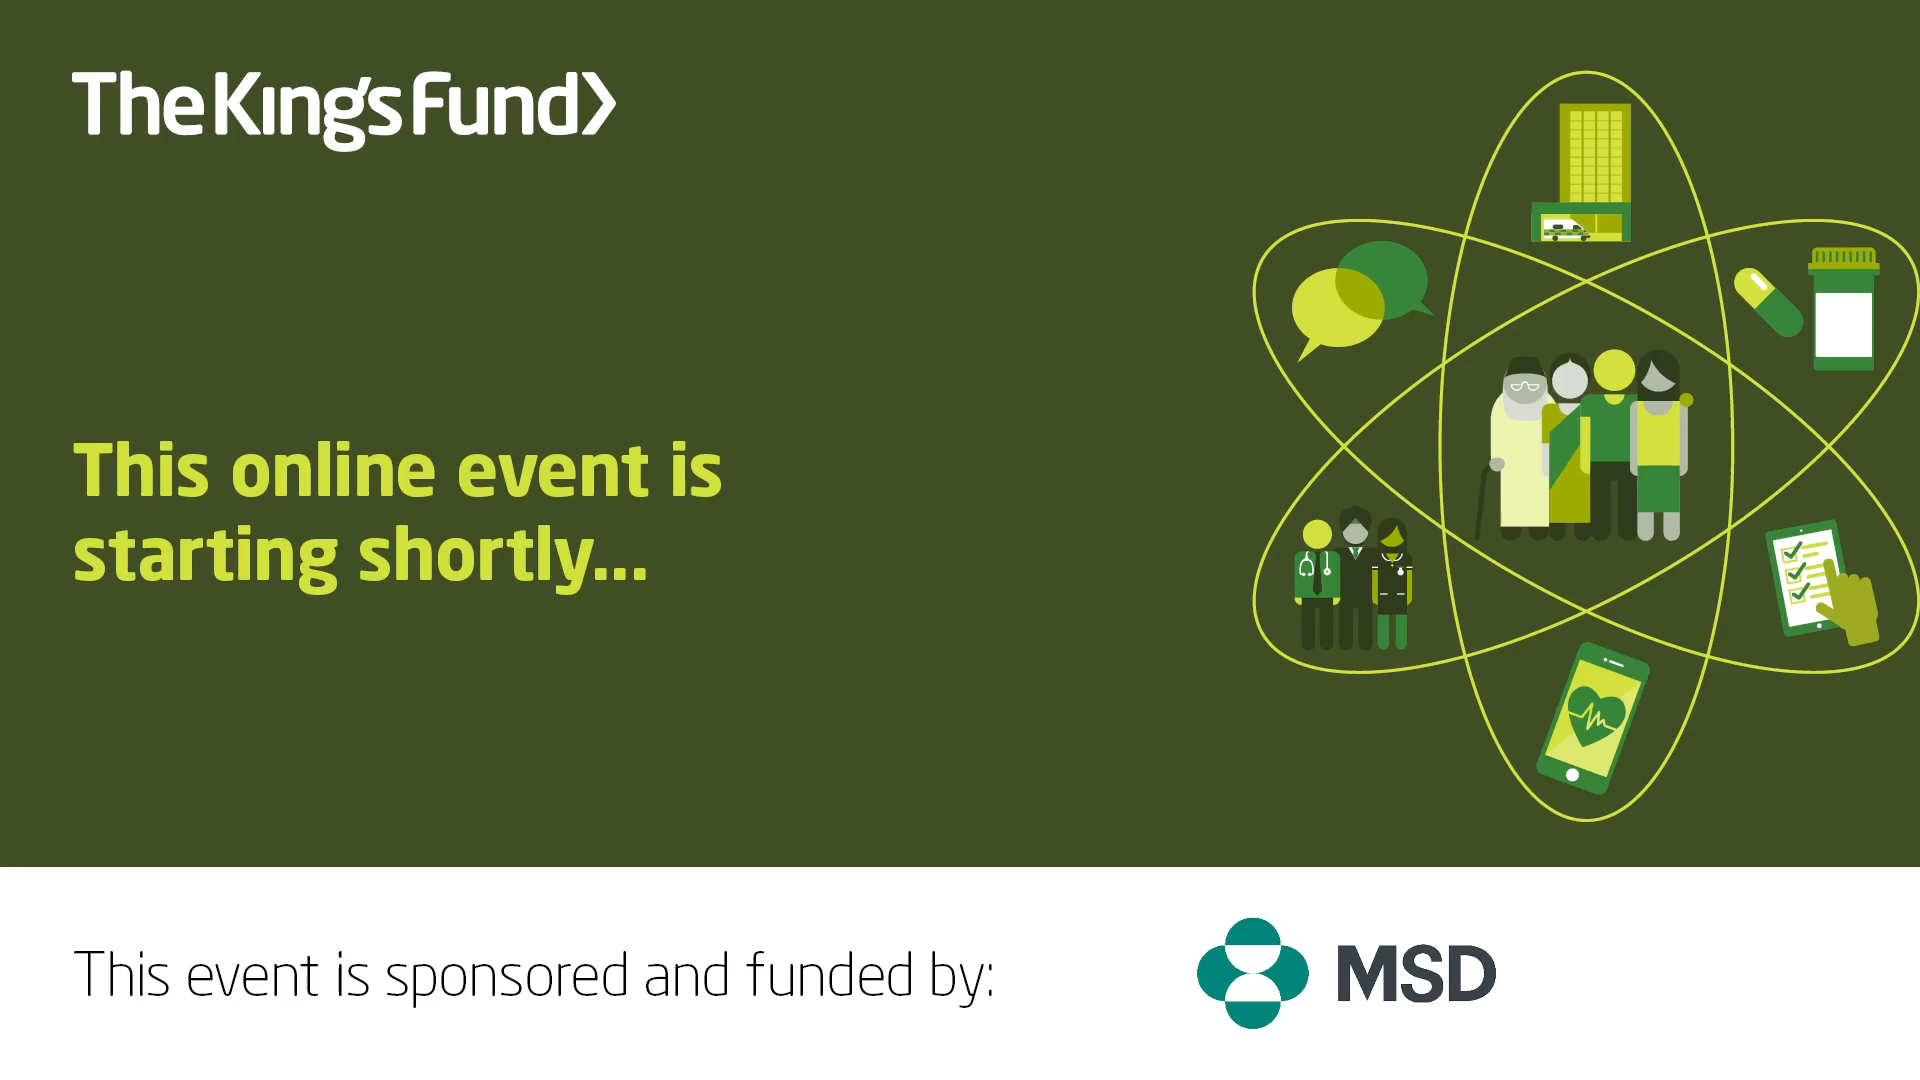 The King's Fund>
This online event is
starting shortly...
This event is sponsored and funded by:
MSD